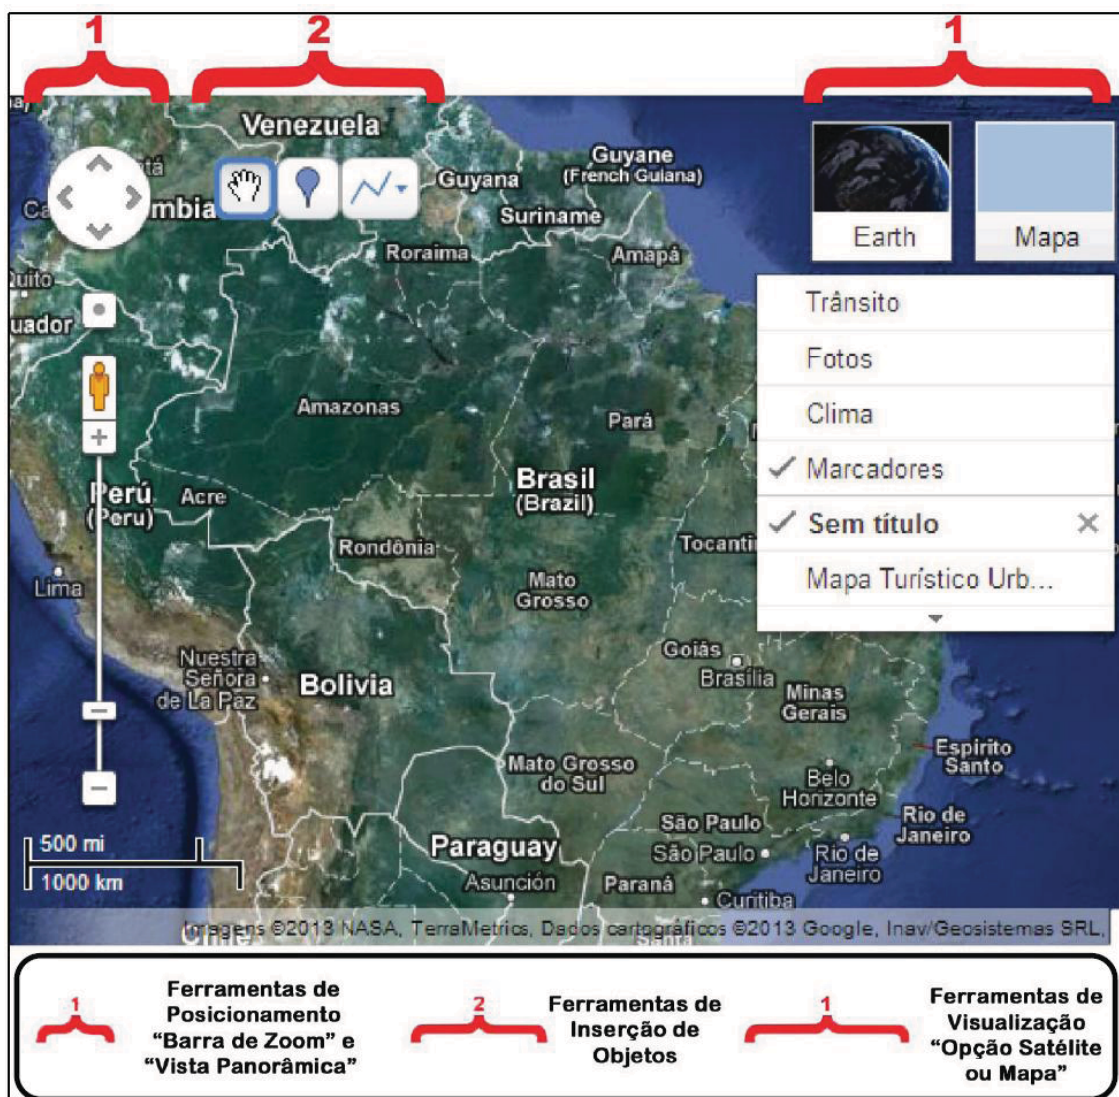 1
2
1
Venezuela
Guyane
(French Guiana)
Guyana
Suriname
mbia
Roraima
Amapá
Earth
Mapa
Quito
uador
Trânsito
Fotos
Clima
Marcadores
Sem título
Mapa Turístico Urb...
Amazonas
Pará
Brasil
(Brazil)
Perú
(Peru)
Acre
Rondônia
Tocanti
Lima
Mato
Grosso
Nuestra
Señora
de La Paz
Bolivia
Goiás
Brasília
Minas
Gerais
Mato Grosso
do Sul
Espírito
Santo
Belo
Horizonte
São Paulo
Rio de
Janeiro
500 mi
1000 km
Paraguay
São Paulo
Rio de
Janeiro
Asunción
Paraná
Curitiba
Imagens ©2013 NASA, TerraMetrics, Dados cartográficos ©2013 Google, Inav/Geosistemas SRL,
1
Ferramentas de
Posicionamento
“Barra de Zoom” e
“Vista Panorâmica”
2
Ferramentas de
Inserção de
Objetos
1
Ferramentas de
Visualização
“Opção Satélite
ou Mapa”